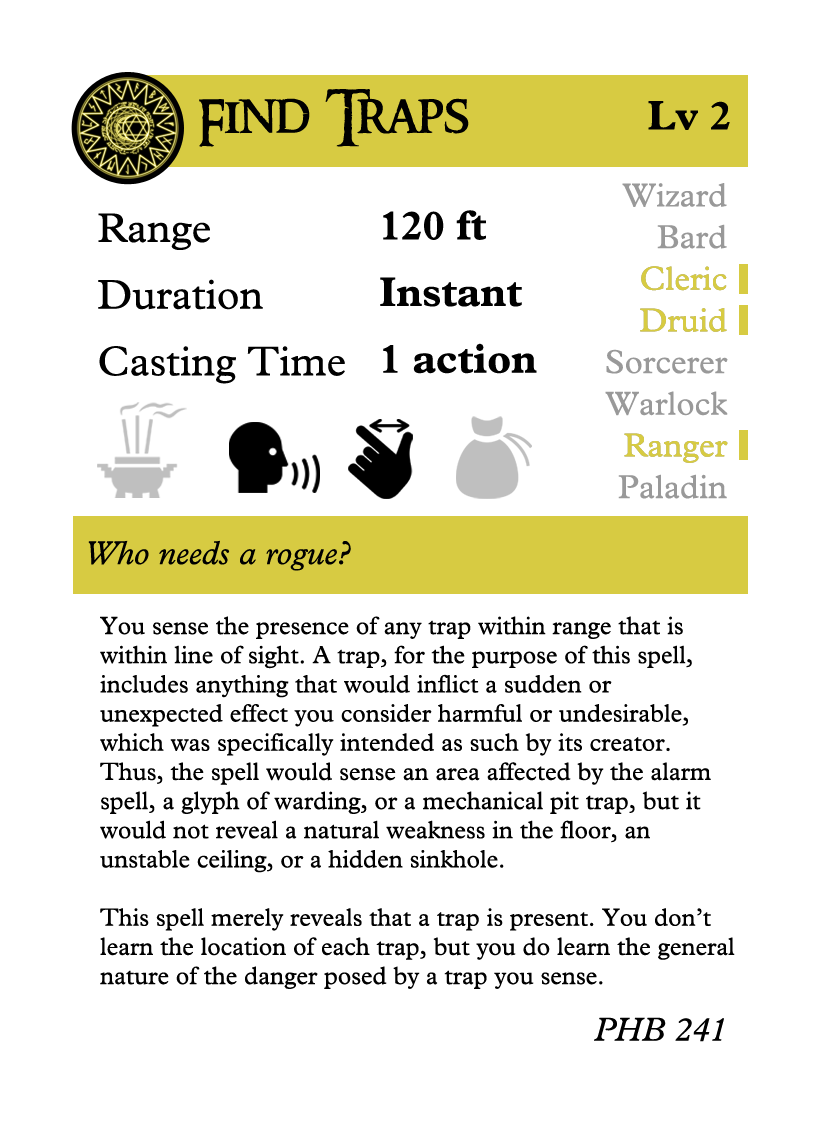 Find Traps
Lv 2
Range 120 ft
Duration Instant
Casting Time 1 action
Wizard
Bard
Cleric
Druid
Sorcerer
Warlock
Ranger
Paladin
Who needs a rogue?
You sense the presence of any trap within range that is
within line of sight. A trap, for the purpose of this spell,
includes anything that would inflict a sudden or
unexpected effect you consider harmful or undesirable,
which was specifically intended as such by its creator.
Thus, the spell would sense an area affected by the alarm
spell, a glyph of warding, or a mechanical pit trap, but it
would not reveal a natural weakness in the floor, an
unstable ceiling, or a hidden sinkhole.
This spell merely reveals that a trap is present. You don’t
learn the location of each trap, but you do learn the general
nature of the danger posed by a trap you sense.
PHB 241